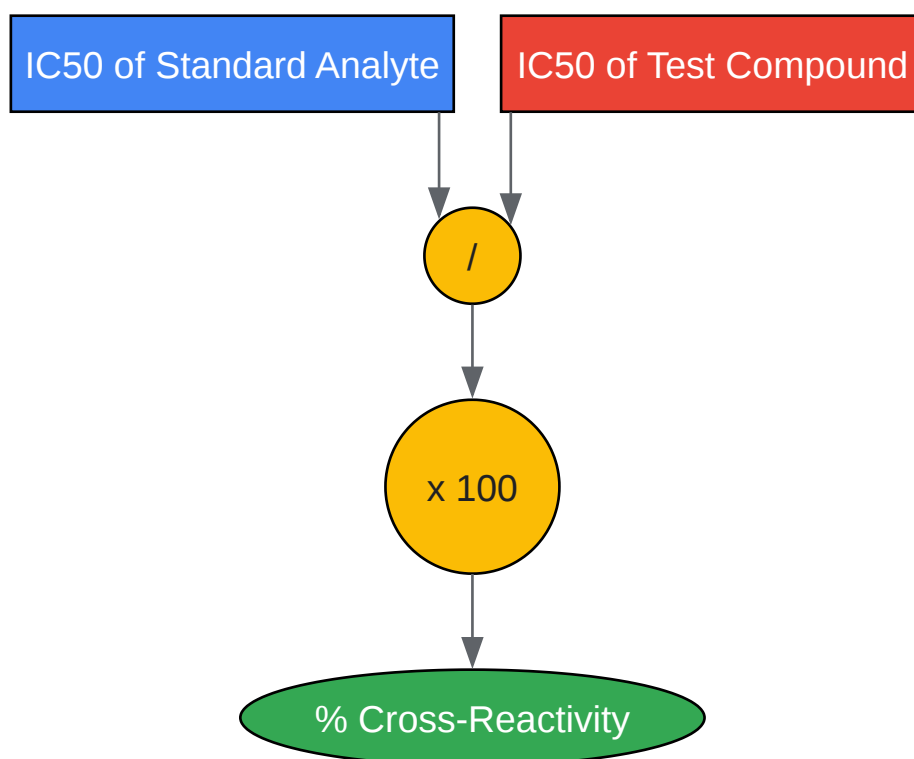 IC50 of Standard Analyte
IC50 of Test Compound
/
x 100
% Cross-Reactivity